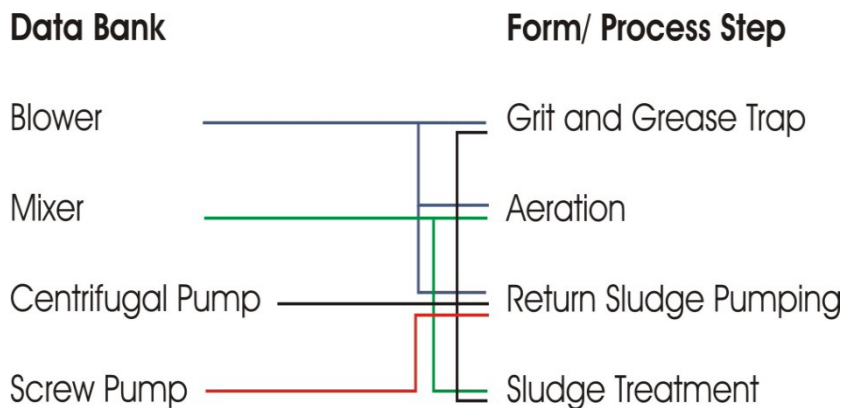 Data Bank Form/ Process Step
Blower Grit and Grease Trap
Mixer Aeration
Centrifugal Pump Return Sludge Pumping
Screw Pump Sludge Treatment